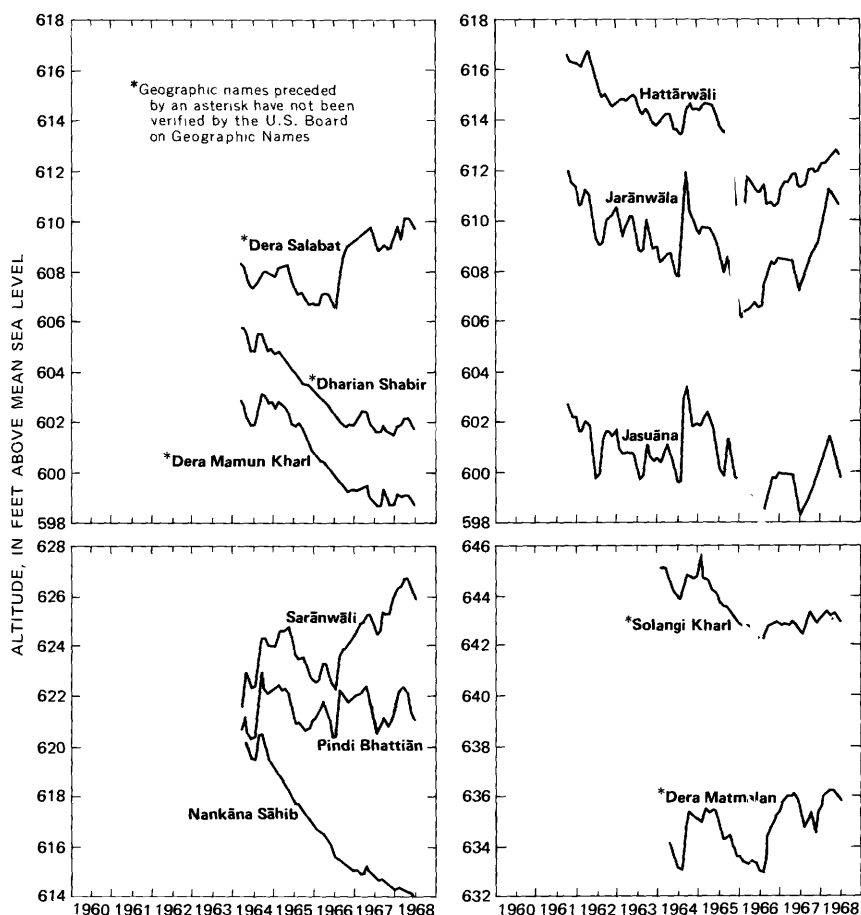 ALTITUDE, IN FEET ABOVE MEAN SEA LEVEL
618
616
614
612
610
608
606
604
602
600
598
*Geographic names preceded
by an asterisk have not been
verified by the U.S. Board
on Geographic Names
*Dera Salabat
*Dharian Shabir
*Dera Mamun Kharl
618
616
614
612
610
608
606
604
602
600
598
Hattārwāli
Jarānwāla
Jasuāna
628
626
624
622
620
618
616
614
Sarānwāli
Pindi Bhattiān
Nankāna Sāhib
1960 1961 1962 1963 1964 1965 1966 1967 1968
646
644
642
640
638
636
634
632
*Solangi Kharl
*Dera Matmalan
1960 1961 1962 1963 1964 1965 1966 1967 1968